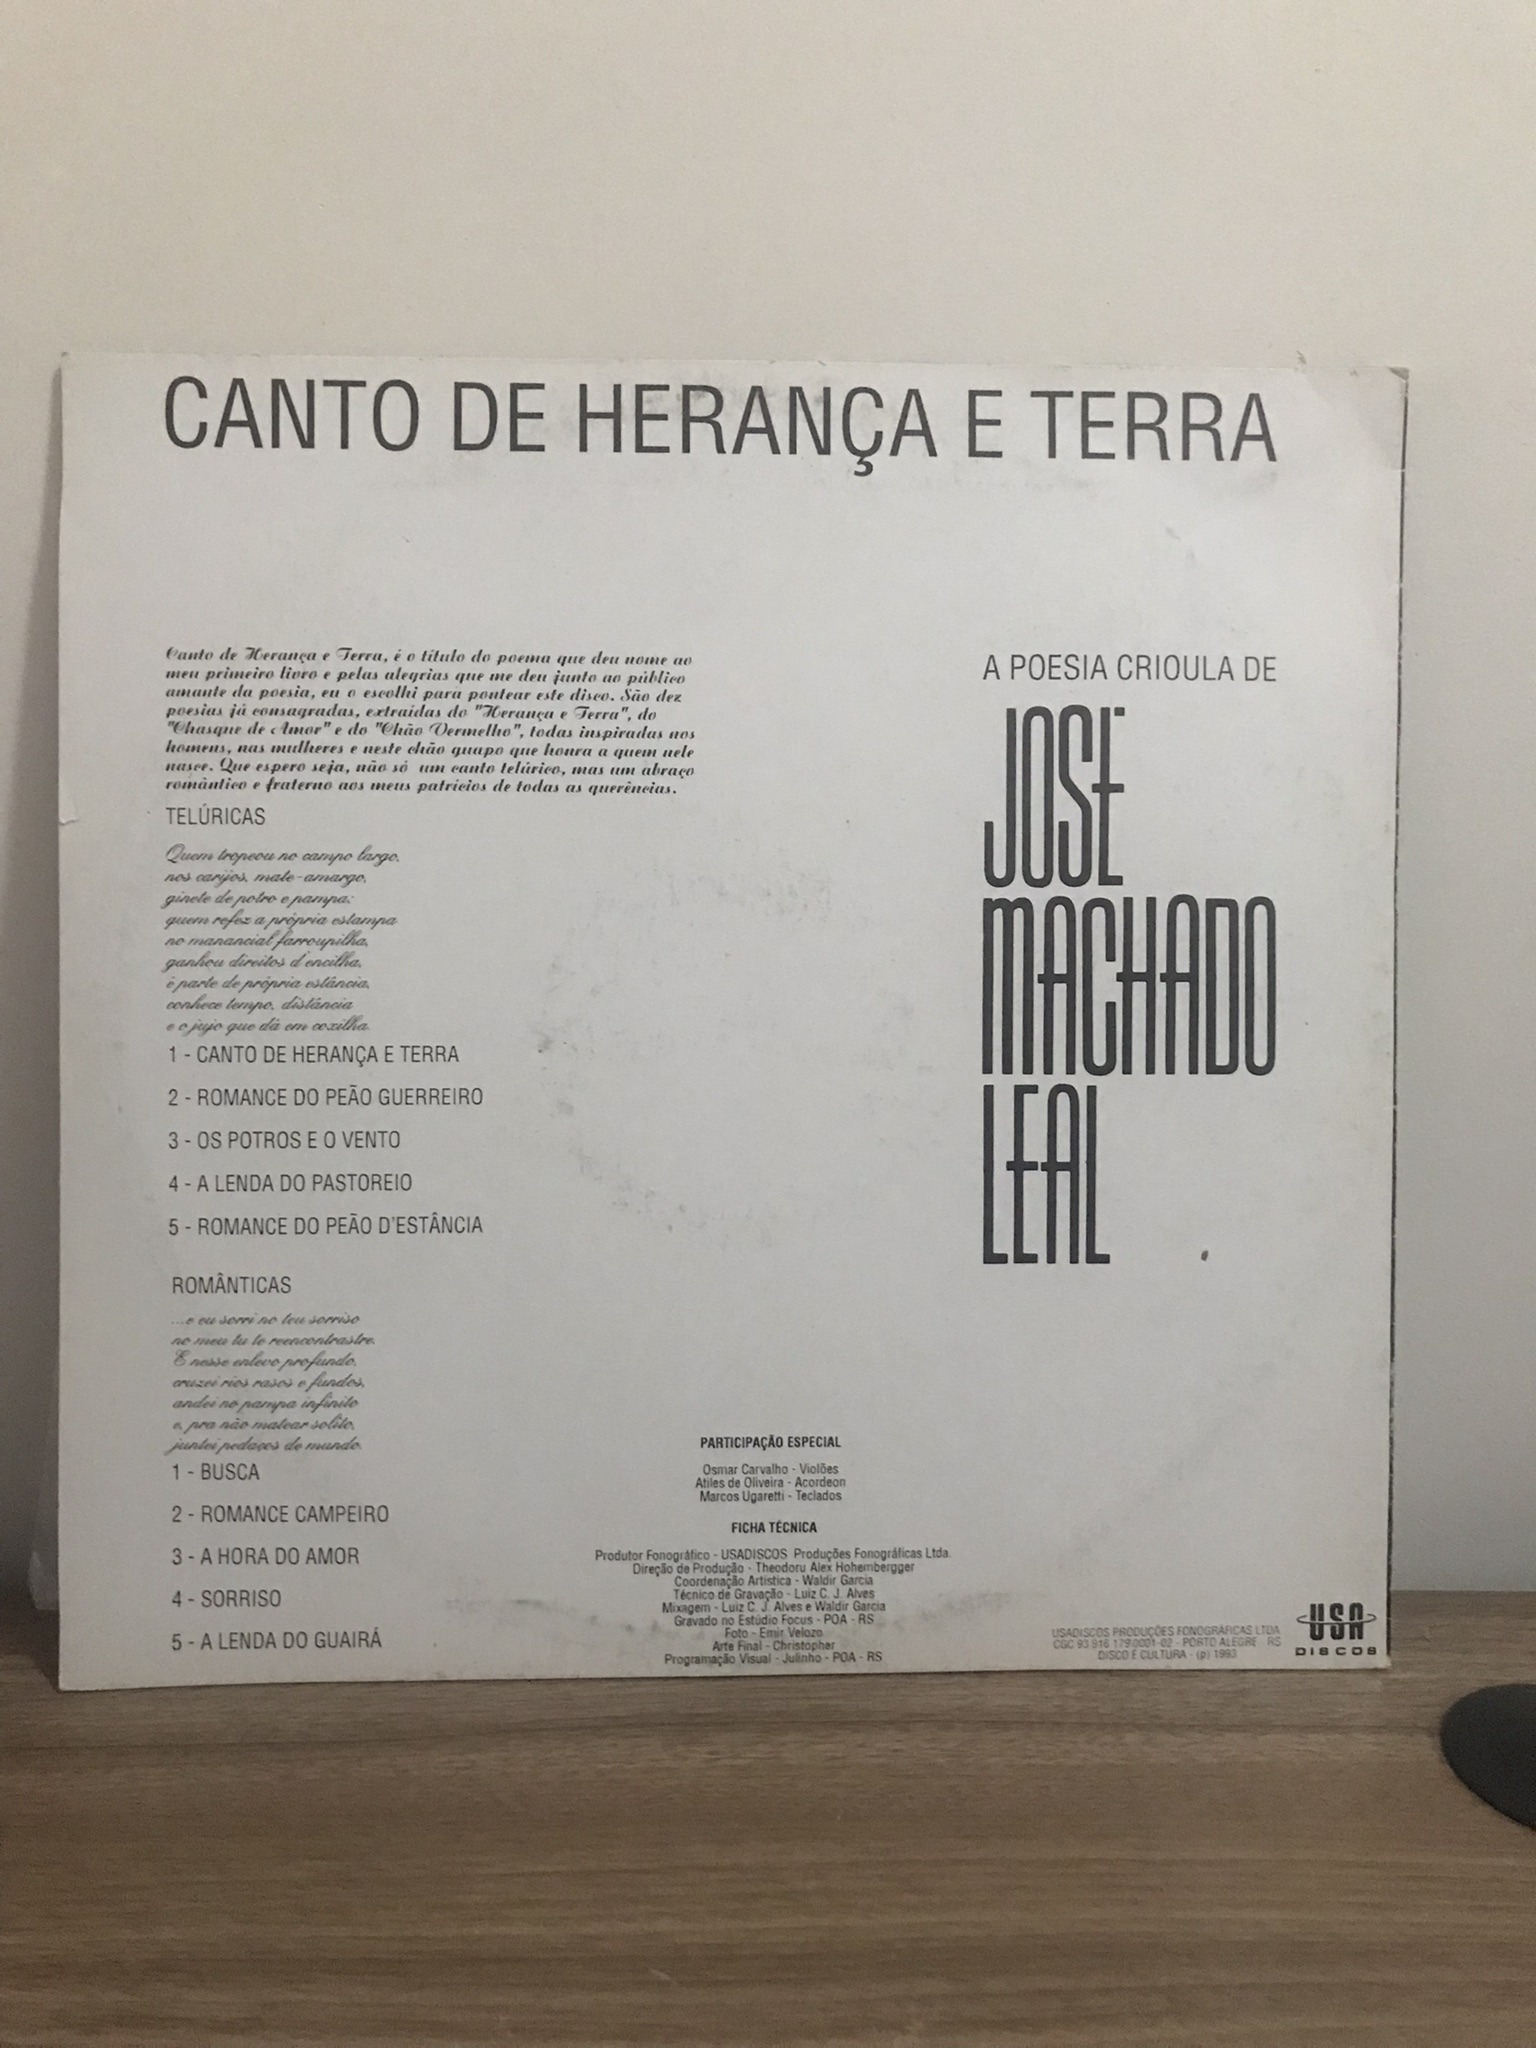 CANTO DE HERANÇA E TERRA
Canto de Herança e Terra, é o título do poema que deu nome ao
meu primeiro livro e pelas alegrias que me deu junto ao público
amante da poesia, eu o escolhi para pontear este disco. São dez
poesias já consagradas, extraídas do "Herança e Terra", do
"Chasque de Amor" e do "Chão Vermelho", todas inspiradas nos
homens, nas mulheres e neste chão guapo que honra a quem nele
nasce. Que espero seja, não só um canto telúrico, mas um abraço
romântico e fraterno aos meus patrícios de todas as querências.
TELÚRICAS
Quem tropeou no campo largo,
nos carijos, mate-amargo,
ginete de potro e pampa;
quem refez a própria estampa
no manancial farroupilha,
ganhou direitos d'encilha,
é parte de própria estância,
conhece tempo, distância
e o jujo que dá em coxilha.
1 - CANTO DE HERANÇA E TERRA
2 - ROMANCE DO PEÃO GUERREIRO
3 - OS POTROS E O VENTO
4 - A LENDA DO PASTOREIO
5 - ROMANCE DO PEÃO D'ESTÂNCIA
ROMÂNTICAS
...e eu sorri no teu sorriso
no meu tu te reencontraste.
E nesse enlevo profundo,
cruzei rios rasos e fundos,
andei no pampa infinito
e, pra não matear solito,
juntei pedaços de mundo.
1 - BUSCA
2 - ROMANCE CAMPEIRO
3 - A HORA DO AMOR
4 - SORRISO
5 - A LENDA DO GUAIRÁ
A POESIA CRIOULA DE
JOSÉ
MACHADO
LEAL
PARTICIPAÇÃO ESPECIAL
Osmar Carvalho - Violões
Atiles de Oliveira - Acordeon
Marcos Ugaretti - Teclados
FICHA TÉCNICA
Produtor Fonográfico - USADISCOS Produções Fonográficas Ltda.
Direção de Produção - Theodoru Alex Hohembergger
Coordenação Artística - Waldir Garcia
Técnico de Gravação - Luiz C. J. Alves
Mixagem - Luiz C. J. Alves e Waldir Garcia
Gravado no Estúdio Focus - POA - RS
Foto - Emir Velozo
Arte Final - Christopher
Programação Visual - Julinho - POA - RS
USADISCOS PRODUÇÕES FONOGRÁFICAS LTDA
CGC 93 916 179 0001-02 - PORTO ALEGRE - RS
DISCO É CULTURA - (p) 1993
USA
DISCOS